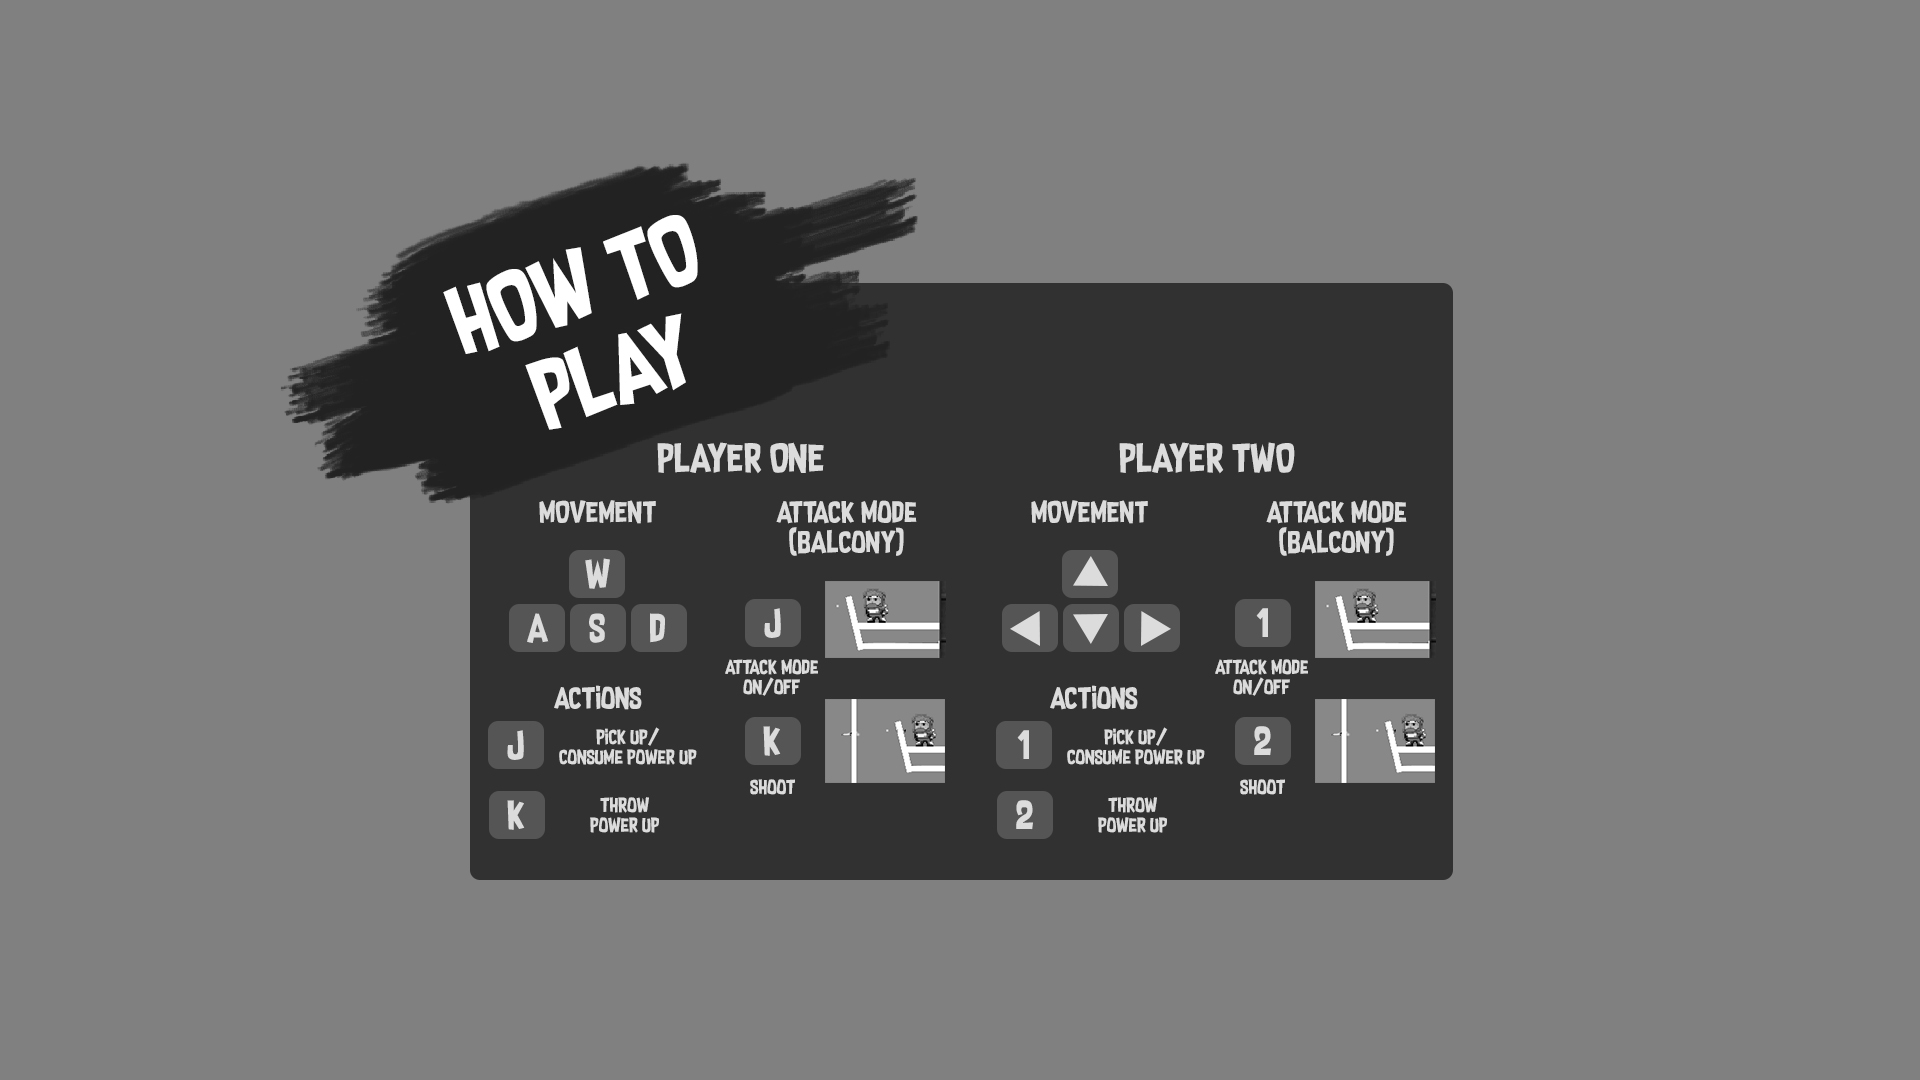 HOW TO
PLAY
PLAYER ONE
MOVEMENT
W
A S D
ACTIONS
J
PICK UP/
CONSUME POWER UP
K
THROW
POWER UP
ATTACK MODE
(BALCONY)
J
ATTACK MODE
ON/OFF
K
SHOOT
PLAYER TWO
MOVEMENT
ACTIONS
1
PICK UP/
CONSUME POWER UP
2
THROW
POWER UP
ATTACK MODE
(BALCONY)
1
ATTACK MODE
ON/OFF
2
SHOOT